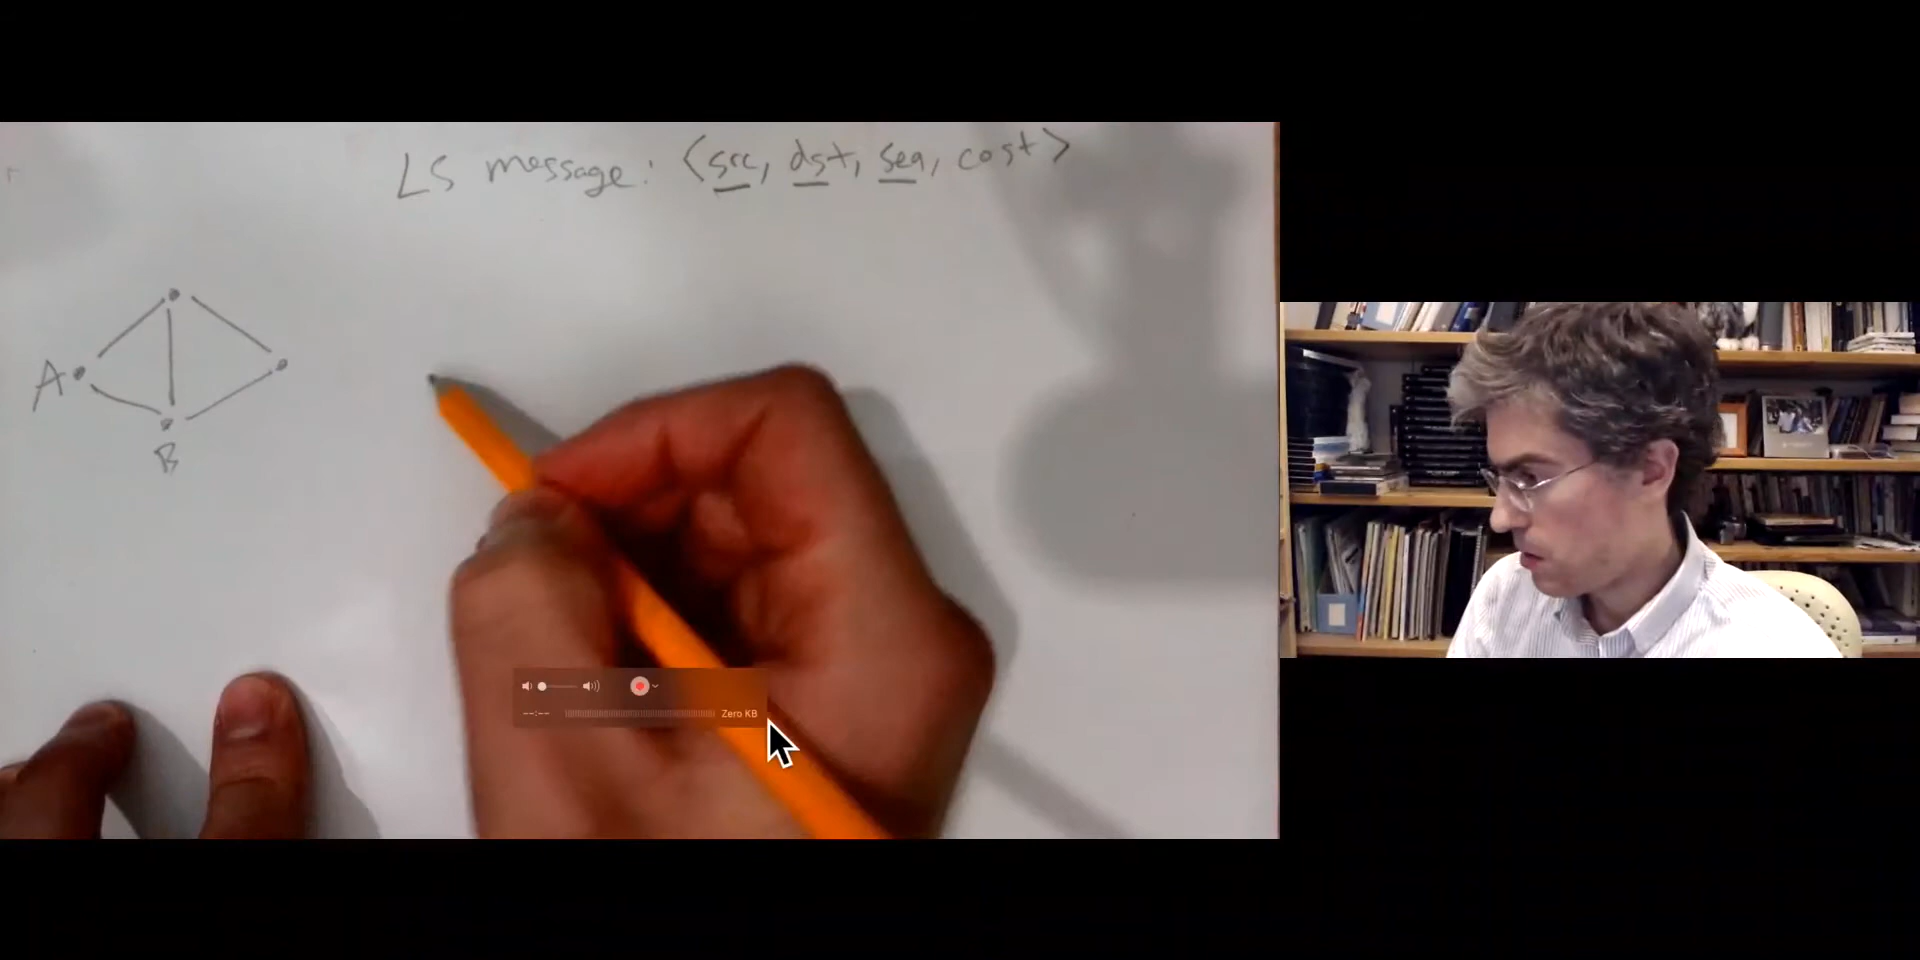 LS message: <src, dst, seq, cost>
A
B
--:-- Zero KB